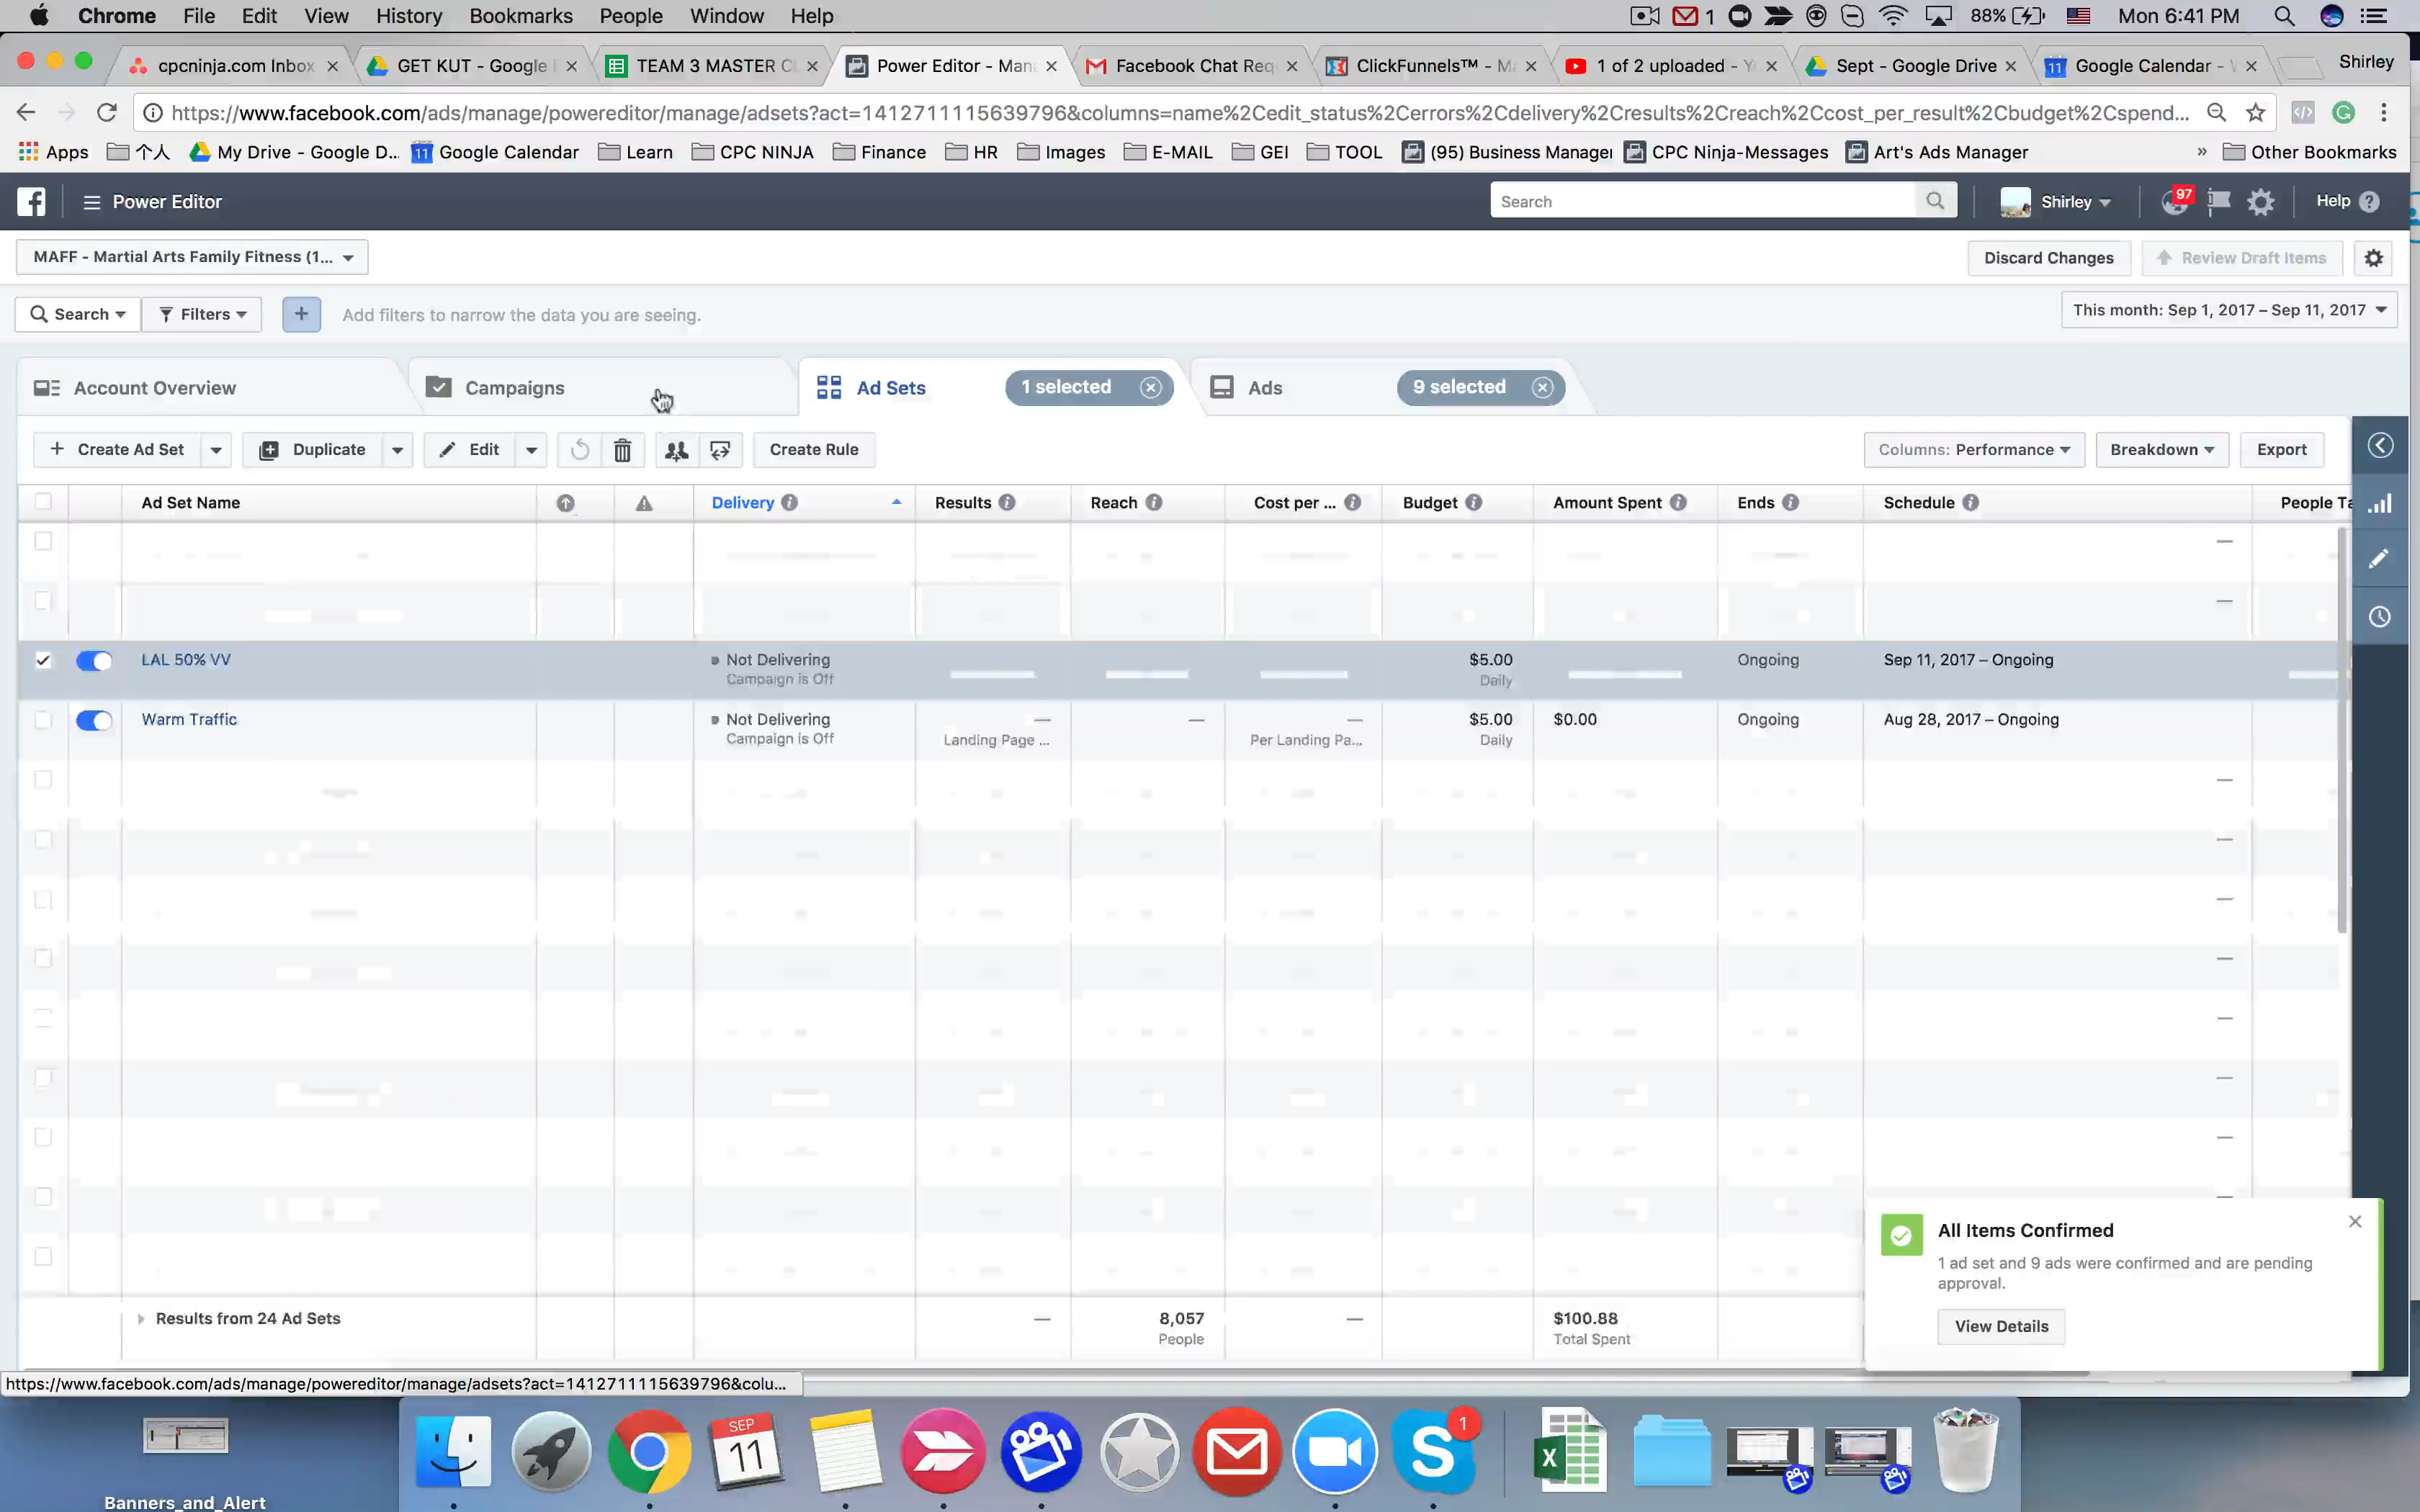 Chrome File Edit View History Bookmarks People Window Help 1 88% Mon 6:41 PM
cpcninja.com Inbox GET KUT - Google TEAM 3 MASTER C Power Editor - Man Facebook Chat Req ClickFunnels™ - M 1 of 2 uploaded - Y Sept - Google Drive 11 Google Calendar - Shirley
https://www.facebook.com/ads/manage/powereditor/manage/adsets?act=1412711115639796&columns=name%2Cedit_status%2Cerrors%2Cdelivery%2Cresults%2Creach%2Ccost_per_result%2Cbudget%2Cspend...
Apps 个人 My Drive - Google D... 11 Google Calendar Learn CPC NINJA Finance HR Images E-MAIL GEI TOOL (95) Business Manager CPC Ninja-Messages Art's Ads Manager » Other Bookmarks
Power Editor Search Shirley 97 Help
MAFF - Martial Arts Family Fitness (1... Discard Changes Review Draft Items
Search Filters + Add filters to narrow the data you are seeing. This month: Sep 1, 2017 – Sep 11, 2017
Account Overview Campaigns Ad Sets 1 selected Ads 9 selected
+ Create Ad Set Duplicate Edit Create Rule Columns: Performance Breakdown Export
Ad Set Name Delivery Results Reach Cost per ... Budget Amount Spent Ends Schedule People Ta
—
—
LAL 50% VV Not Delivering $5.00 Ongoing Sep 11, 2017 – Ongoing
Campaign is Off Daily
Warm Traffic Not Delivering — — — $5.00 $0.00 Ongoing Aug 28, 2017 – Ongoing
Campaign is Off Landing Page ... Per Landing Pa... Daily
—
—
—
—
—
—
—
—
All Items Confirmed
1 ad set and 9 ads were confirmed and are pending
approval.
View Details
Results from 24 Ad Sets — 8,057 — $100.88
People Total Spent
https://www.facebook.com/ads/manage/powereditor/manage/adsets?act=1412711115639796&colu...
SEP
11
1
Banners_and_Alert